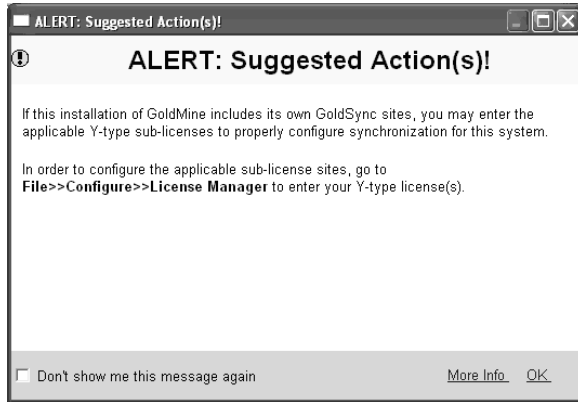 ALERT: Suggested Action(s)!
ALERT: Suggested Action(s)!
If this installation of GoldMine includes its own GoldSync sites, you may enter the
applicable Y-type sub-licenses to properly configure synchronization for this system.
In order to configure the applicable sub-license sites, go to
File>>Configure>>License Manager to enter your Y-type license(s).
Don't show me this message again
More Info
OK